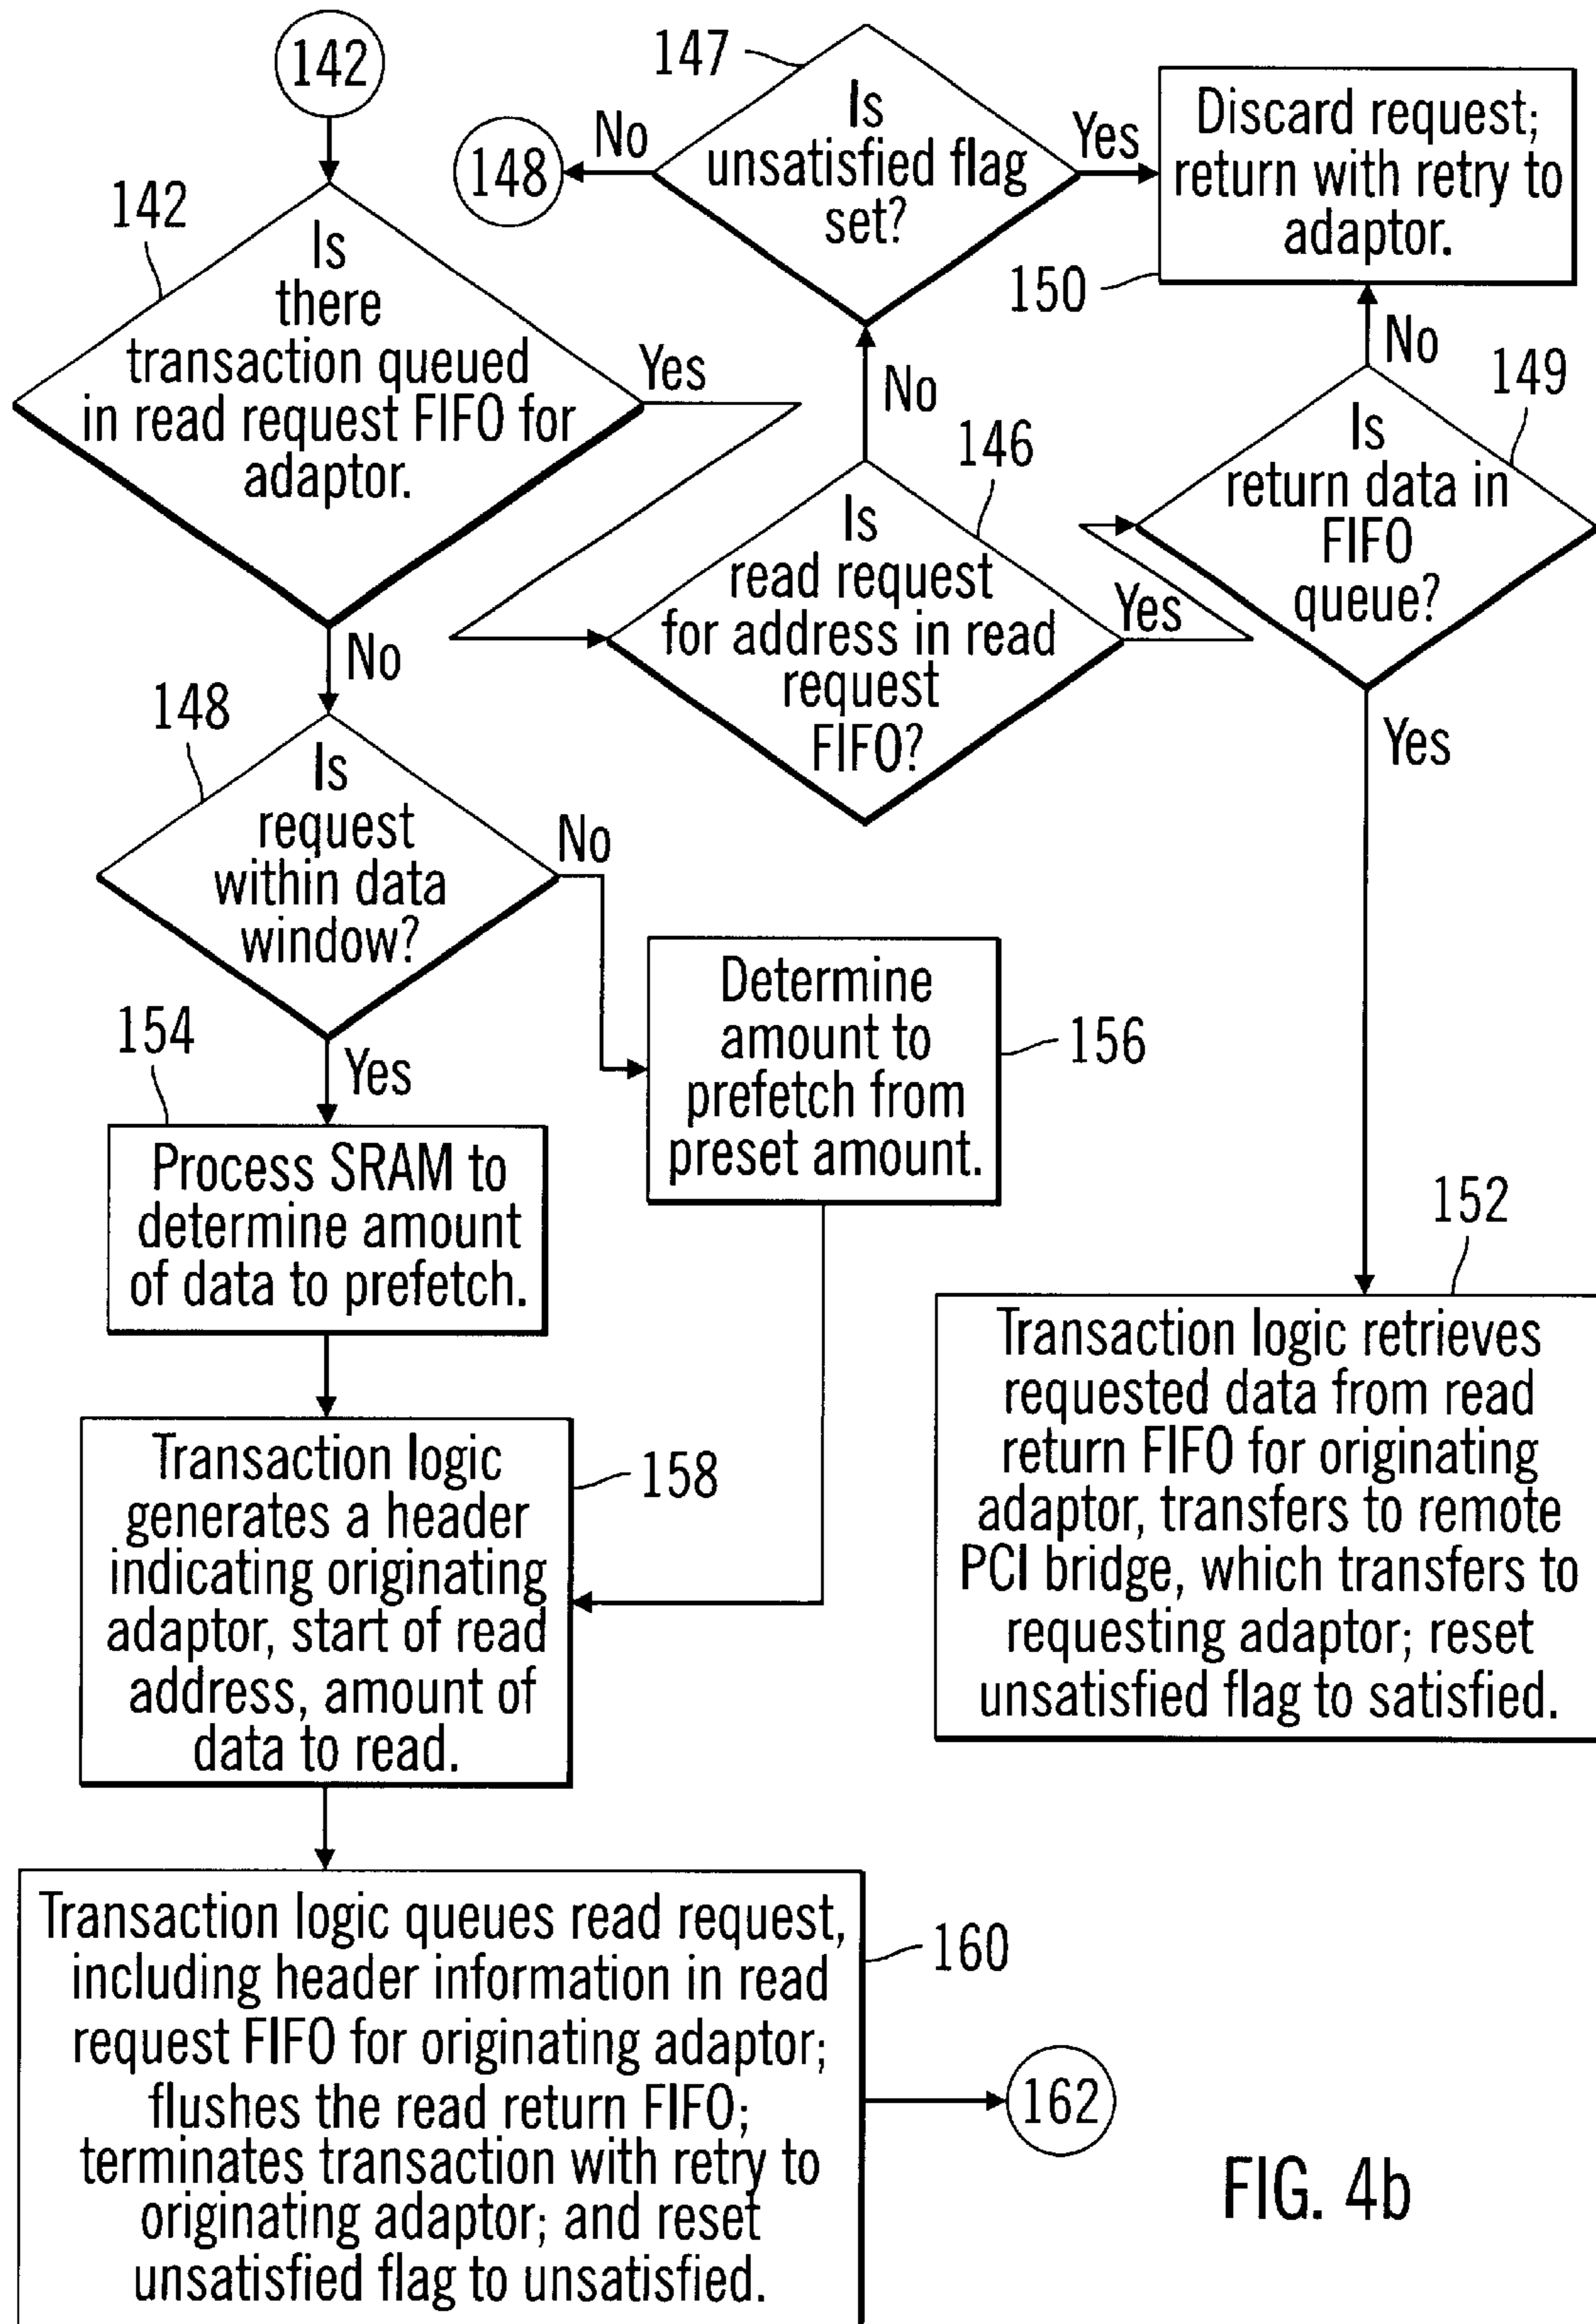 142
142
Is
there
transaction queued
in read request FIFO for
adaptor.
Yes
No
147
Is
unsatisfied flag
set?
No
148
Yes
Discard request;
return with retry to
adaptor.
150
No
149
Is
return data in
FIFO
queue?
No
146
Is
read request
for address in read
request
FIFO?
Yes
Yes
148
Is
request
within data
window?
No
Yes
154
Process SRAM to
determine amount
of data to prefetch.
Determine
amount to
prefetch from
preset amount.
156
152
Transaction logic retrieves
requested data from read
return FIFO for originating
adaptor, transfers to remote
PCI bridge, which transfers to
requesting adaptor; reset
unsatisfied flag to satisfied.
Transaction logic
generates a header
indicating originating
adaptor, start of read
address, amount of
data to read.
158
Transaction logic queues read request,
including header information in read
request FIFO for originating adaptor;
flushes the read return FIFO;
terminates transaction with retry to
originating adaptor; and reset
unsatisfied flag to unsatisfied.
160
162
FIG. 4b